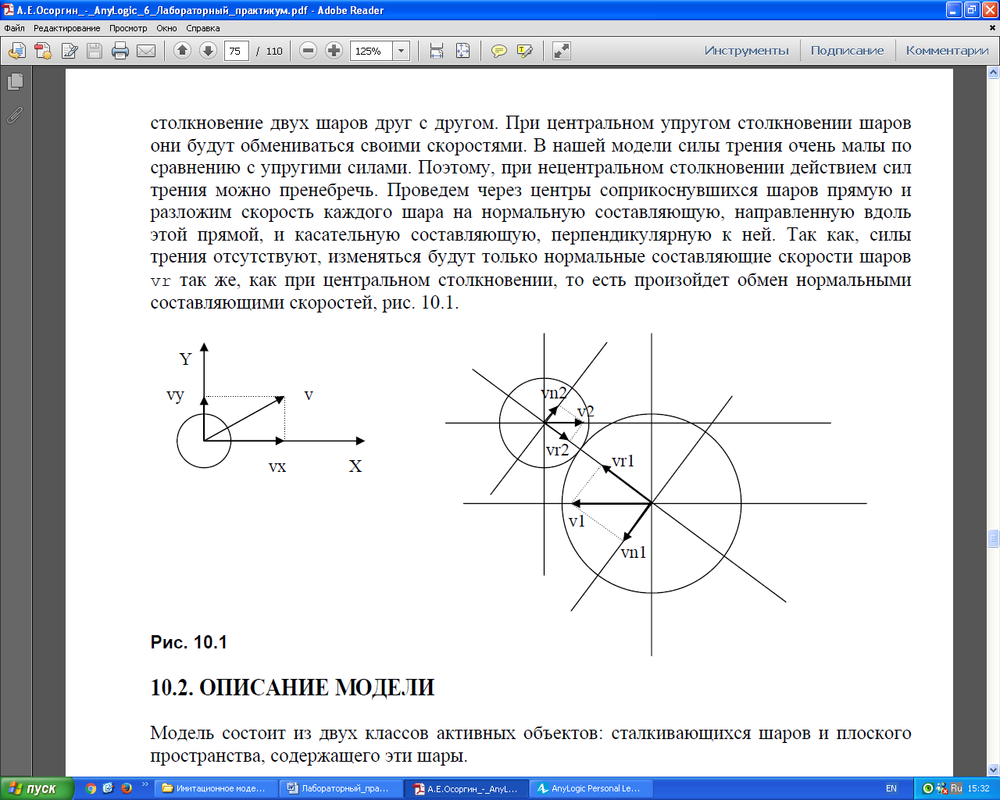 А.Е.Осоргин_-_AnyLogic_6_Лабораторный_практикум.pdf - Adobe Reader
Файл Редактирование Просмотр Окно Справка
75 / 110 125% Инструменты Подписание Комментарии
столкновение двух шаров друг с другом. При центральном упругом столкновении шаров
они будут обмениваться своими скоростями. В нашей модели силы трения очень малы по
сравнению с упругими силами. Поэтому, при нецентральном столкновении действием сил
трения можно пренебречь. Проведем через центры соприкоснувшихся шаров прямую и
разложим скорость каждого шара на нормальную составляющую, направленную вдоль
этой прямой, и касательную составляющую, перпендикулярную к ней. Так как, силы
трения отсутствуют, изменяться будут только нормальные составляющие скорости шаров
vr так же, как при центральном столкновении, то есть произойдет обмен нормальными
составляющими скоростей, рис. 10.1.
Y
vy
v
vx
X
vn2
v2
vr2
vr1
v1
vn1
Рис. 10.1
10.2. ОПИСАНИЕ МОДЕЛИ
Модель состоит из двух классов активных объектов: сталкивающихся шаров и плоского
пространства, содержащего эти шары.
пуск
»
Имитационное моде...
Лабораторный_пра...
А.Е.Осоргин_-_AnyL...
AnyLogic Personal Le...
EN
Ru
15:32